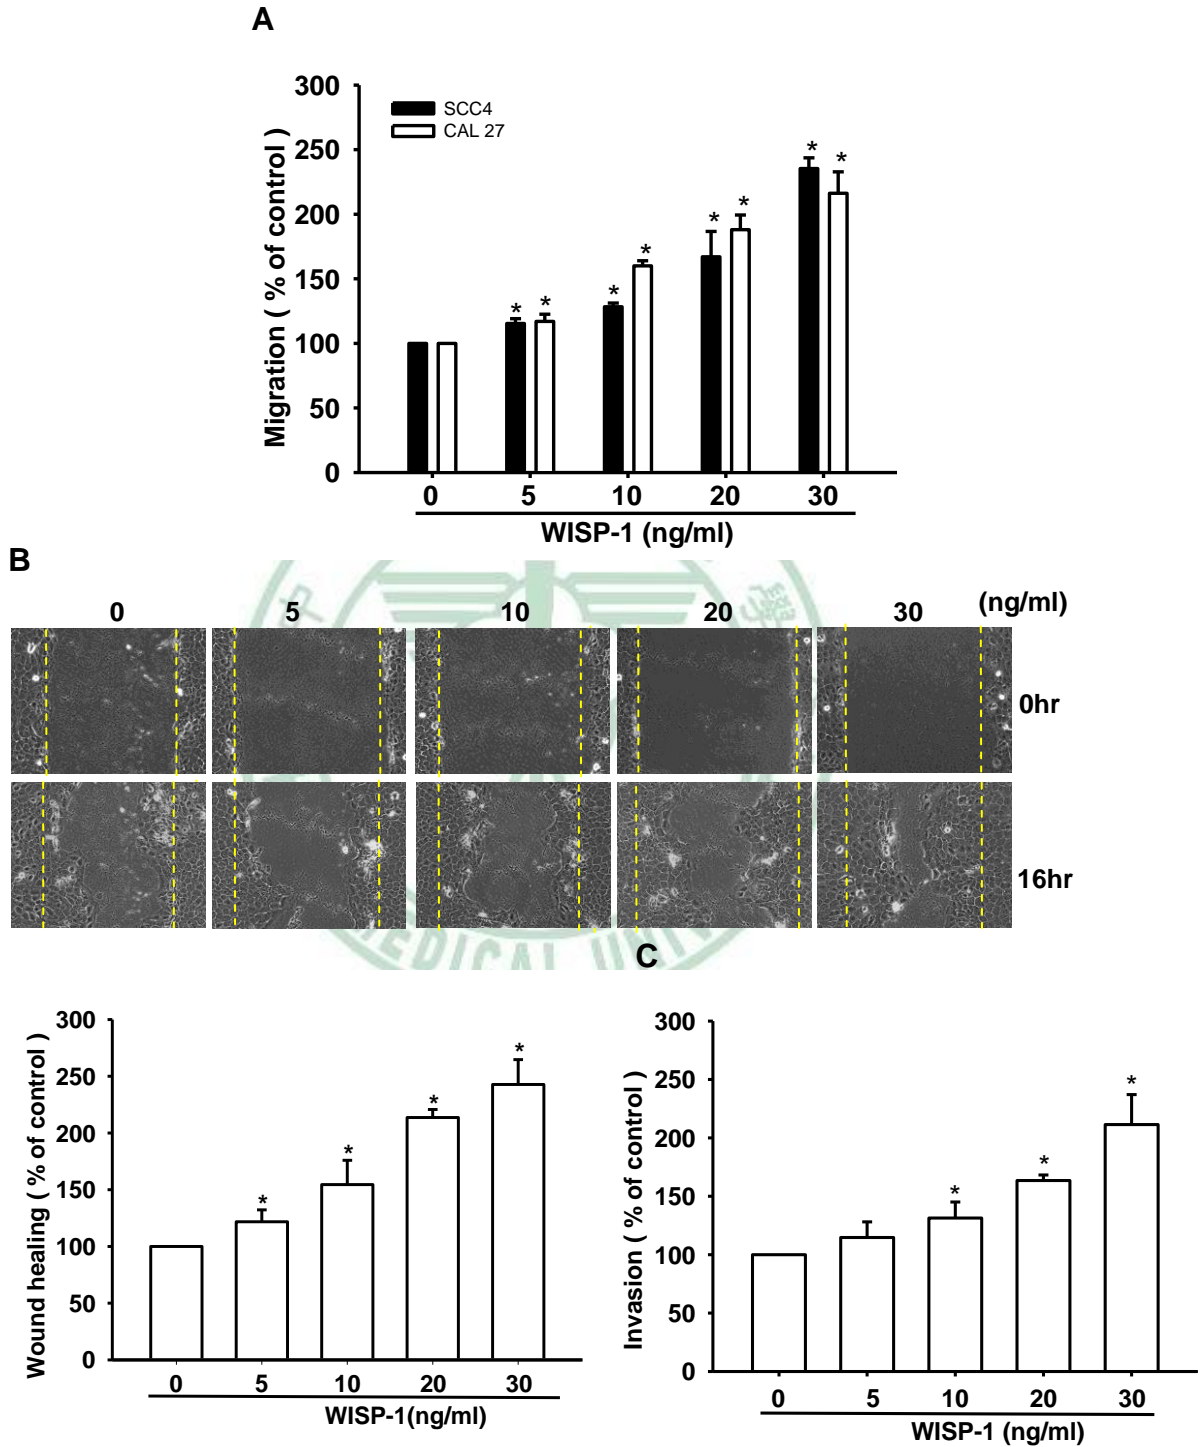 A
300
250
200
150
100
50
0
Migration ( % of control )
SCC4
CAL 27
* * * * * * * *
0 5 10 20 30
WISP-1 (ng/ml)
B
0 5 10 20 30 (ng/ml)
0hr
16hr
學
EDICAL UNIV
C
300
250
200
150
100
50
0
Wound healing ( % of control )
* * * *
0 5 10 20 30
WISP-1(ng/ml)
300
250
200
150
100
50
0
Invasion ( % of control )
* * *
0 5 10 20 30
WISP-1 (ng/ml)